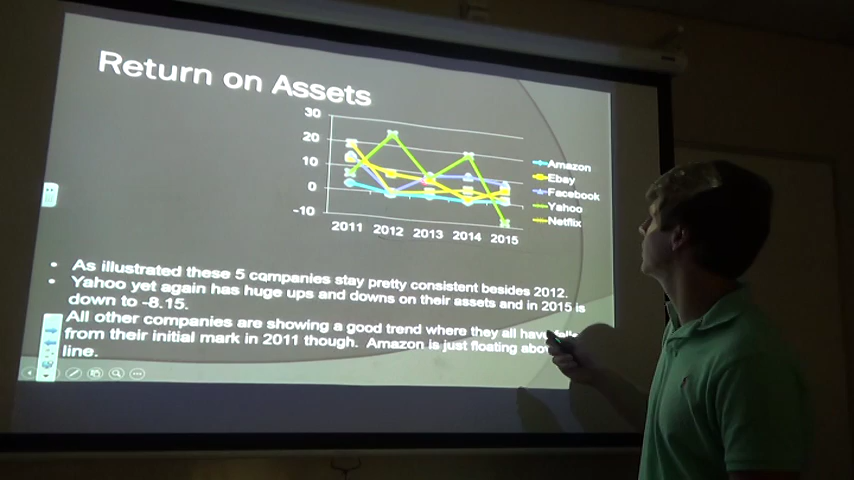 Return on Assets
30
20
10
0
-10
2011 2012 2013 2014 2015
Amazon
Ebay
Facebook
Yahoo
Netflix
• As illustrated these 5 companies stay pretty consistent besides 2012.
• Yahoo yet again has huge ups and downs on their assets and in 2015 is
down to -8.15.
All other companies are showing a good trend where they all have
from their initial mark in 2011 though. Amazon is just floating
line.